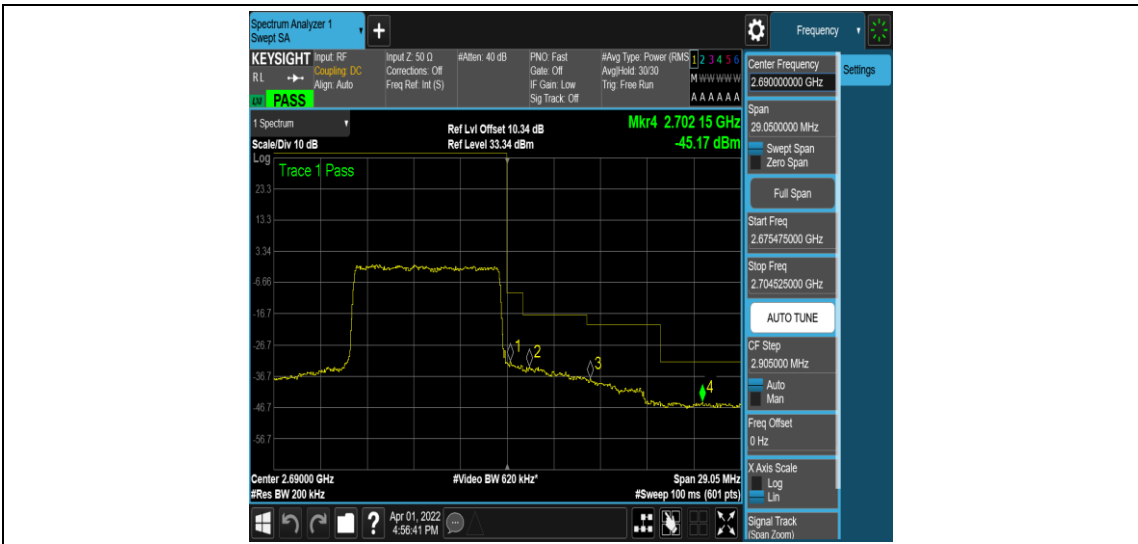 Spectrum Analyzer 1
Swept SA
Frequency
KEYSIGHT
RL
PASS
Input: RF
Coupling: DC
Align: Auto
Input Z: 50 Ω
Corrections: Off
Freq Ref: Int (S)
#Atten: 40 dB
PNO: Fast
Gate: Off
IF Gain: Low
Sig Track: Off
#Avg Type: Power (RMS
Avg|Hold: 30/30
Trig: Free Run
1 2 3 4 5 6
M W W W W W
A A A A A A
Center Frequency
2.690000000 GHz
Settings
1 Spectrum
Scale/Div 10 dB
Ref Lvl Offset 10.34 dB
Ref Level 33.34 dBm
Mkr4 2.702 15 GHz
-45.17 dBm
Log
Trace 1 Pass
23.3
13.3
3.34
-6.66
-16.7
-26.7
-36.7
-46.7
-56.7
1
2
3
4
Center 2.69000 GHz
#Res BW 200 kHz
#Video BW 620 kHz*
Span 29.05 MHz
#Sweep 100 ms (601 pts)
Span
29.0500000 MHz
Swept Span
Zero Span
Full Span
Start Freq
2.675475000 GHz
Stop Freq
2.704525000 GHz
AUTO TUNE
CF Step
2.905000 MHz
Auto
Man
Freq Offset
0 Hz
X Axis Scale
Log
Lin
Signal Track
(Span Zoom)
?
Apr 01, 2022
4:56:41 PM